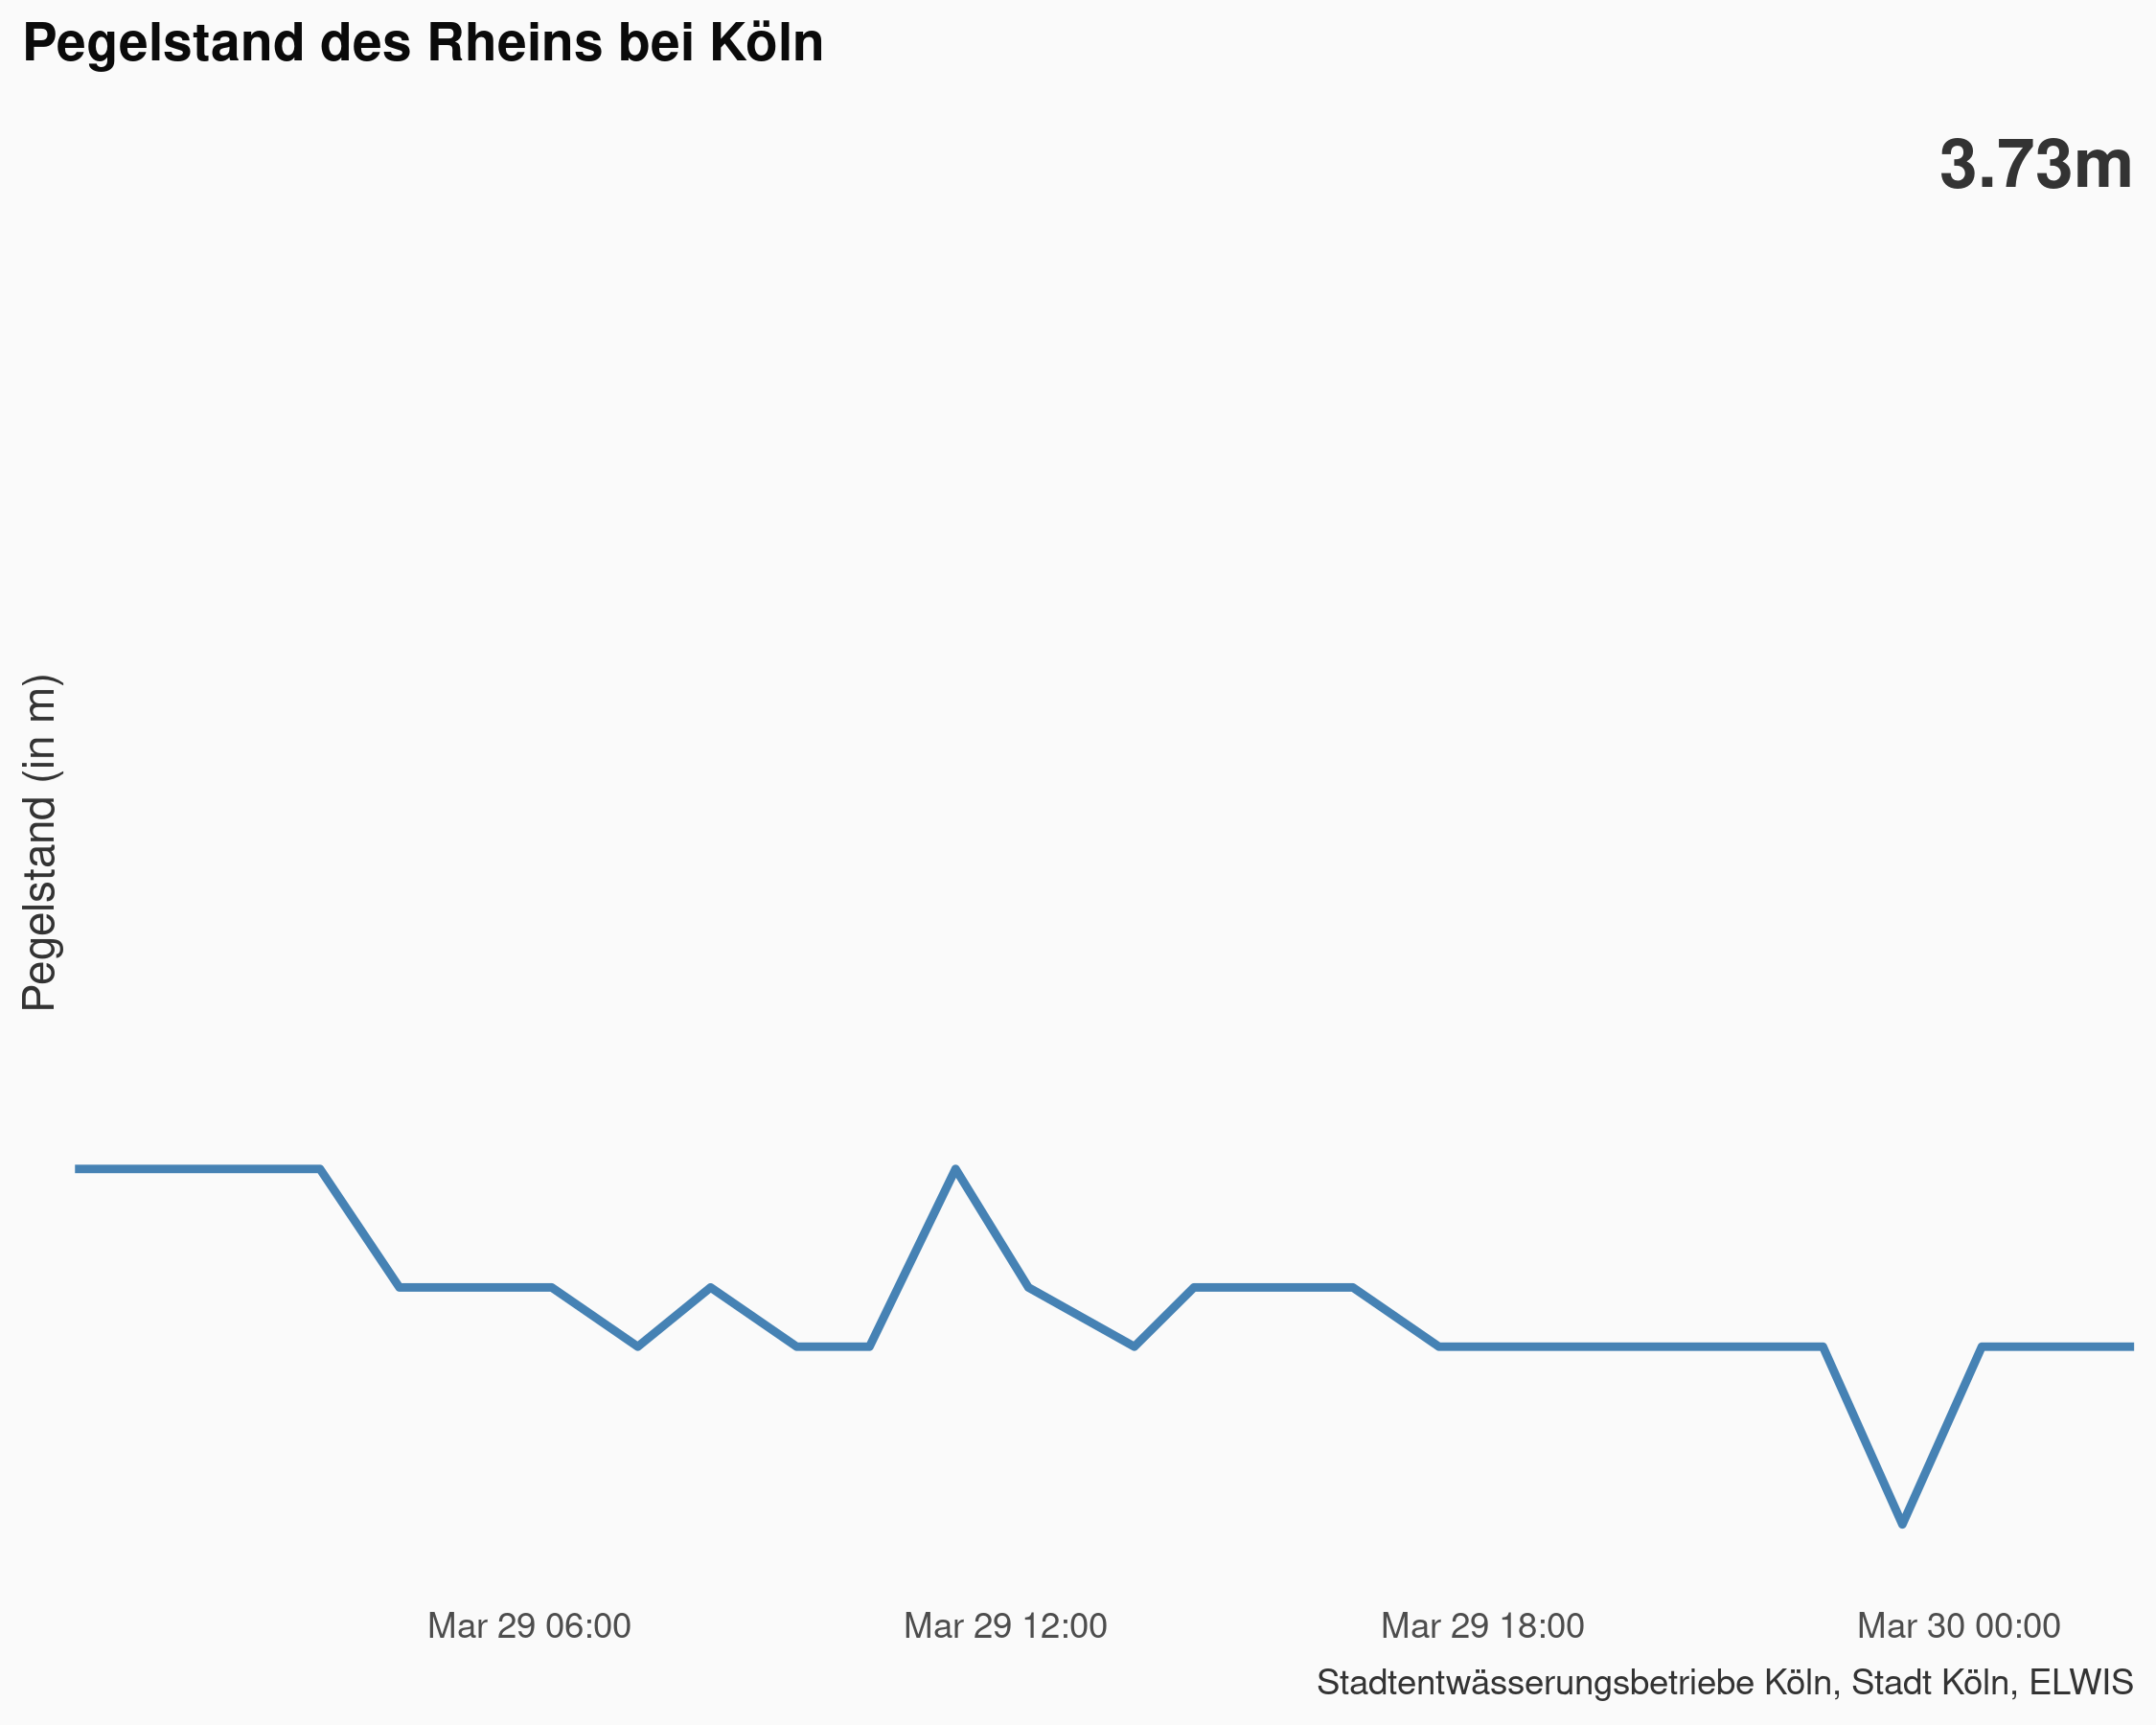 Pegelstand des Rheins bei Köln
3.73m
Pegelstand (in m)
Mar 29 06:00
Mar 29 12:00
Mar 29 18:00
Mar 30 00:00
Stadtentwässerungsbetriebe Köln, Stadt Köln, ELWIS